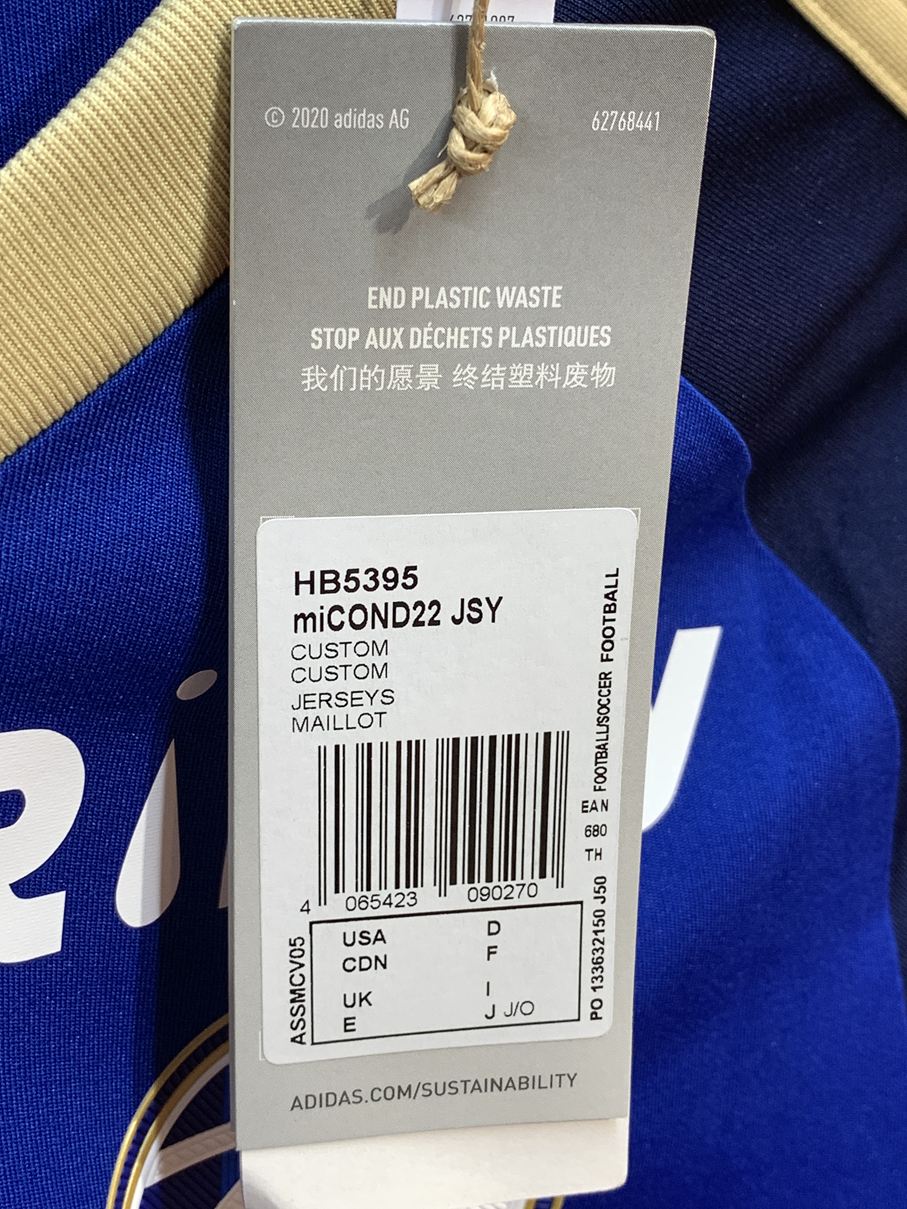 © 2020 adidas AG
62768441
END PLASTIC WASTE
STOP AUX DÉCHETS PLASTIQUES
我们的愿景 终结塑料废物
HB5395
miCOND22 JSY
CUSTOM
CUSTOM
JERSEYS
MAILLOT
FOOTBALL/SOCCER FOOTBALL
EAN
680
TH
4 065423 090270
PO 133632150 J50
ASSMCV05
USA D
CDN F
UK I
E J J/O
ADIDAS.COM/SUSTAINABILITY